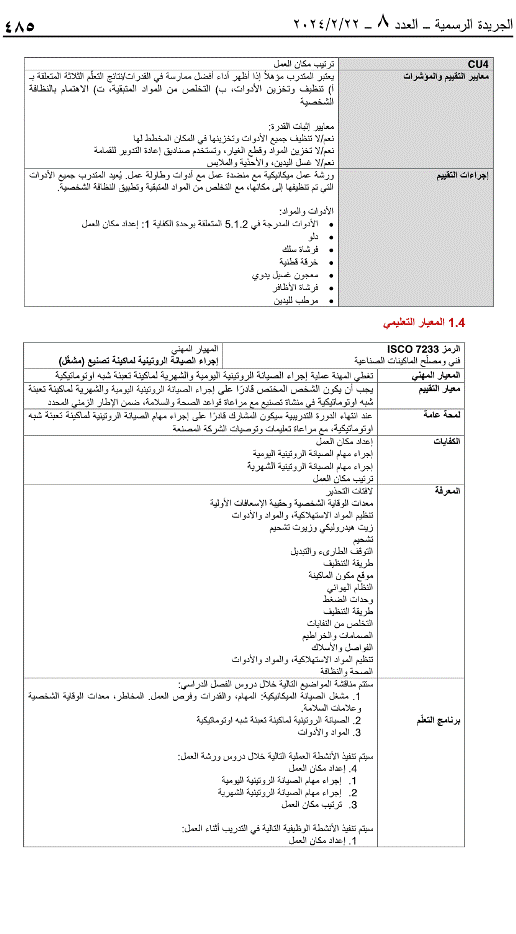 الجريدة الرسمية – العدد ٨ – ٢٠٢٤/٢/٢٢
٤٨٥
CU4
ترتيب مكان العمل
معايير التقييم والمؤشرات
يعتبر المتدرب مؤهلاً إذا أظهر أداء أفضل ممارسة في القدرات/نتائج التعلّم الثلاثة المتعلقة بـ
أ) تنظيف وتخزين الأدوات، ب) التخلص من المواد المتبقية، ت) الاهتمام بالنظافة
الشخصية
معايير إثبات القدرة:
نعم/لا تنظيف جميع الأدوات وتخزينها في المكان المخطط لها
نعم/لا تخزين المواد وقطع الغيار، وتستخدم صناديق إعادة التدوير للقمامة
نعم/لا غسل اليدين، والأحذية والملابس
إجراءات التقييم
ورشة عمل ميكانيكية مع منضدة عمل مع أدوات وطاولة عمل. يُعيد المتدرب جميع الأدوات
التي تم تنظيفها إلى مكانها، مع التخلص من المواد المتبقية وتطبيق النظافة الشخصية.
الأدوات والمواد:
• الأدوات المدرجة في 5.1.2 المتعلقة بوحدة الكفاية 1: إعداد مكان العمل
• دلو
• فرشاة سلك
• خرقة قطنية
• معجون غسيل يدوي
• فرشاة الأظافر
• مرطب لليدين
1.4 المعيار التعليمي
الرمز ISCO 7233
فني ومصلّح الماكينات الصناعية
المهيار المهني
إجراء الصيانة الروتينية لماكينة تصنيع (مشغّل)
المعيار المهني
تغطي المهنة عملية إجراء الصيانة الروتينية اليومية والشهرية لماكينة تعبئة شبه اوتوماتيكية
معيار التقييم
يجب أن يكون الشخص المختص قادرًا على إجراء الصيانة الروتينية اليومية والشهرية لماكينة تعبئة
شبه اوتوماتيكية في منشاة تصنيع مع مراعاة قواعد الصحة والسلامة، ضمن الإطار الزمني المحدد
لمحة عامة
عند انتهاء الدورة التدريبية سيكون المشارك قادرًا على إجراء مهام الصيانة الروتينية لماكينة تعبئة شبه
اوتوماتيكية، مع مراعاة تعليمات وتوصيات الشركة المصنعة
الكفايات
إعداد مكان العمل
إجراء مهام الصيانة الروتينية اليومية
إجراء مهام الصيانة الروتينية الشهرية
ترتيب مكان العمل
المعرفة
لافتات التحذير
معدات الوقاية الشخصية وحقيبة الإسعافات الأولية
تنظيم المواد الاستهلاكية، والمواد والأدوات
زيت هيدروليكي وزيوت تشحيم
تشحيم
التوقف الطارىء والتبديل
طريقة التنظيف
موقع مكون الماكينة
النظام الهوائي
وحدات الضغط
طريقة التنظيف
التخلص من النفايات
الصمامات والخراطيم
الفواصل والأسلاك
تنظيم المواد الاستهلاكية، والمواد والأدوات
الصحة والنظافة
برنامج التعلّم
ستتم مناقشة المواضيع التالية خلال دروس الفصل الدراسي:
1. مشغل الصيانة الميكانيكية: المهام، والقدرات وفرص العمل. المخاطر، معدات الوقاية الشخصية
وعلامات السلامة.
2. الصيانة الروتينية لماكينة تعبئة شبه اوتوماتيكية
3. المواد والأدوات
سيتم تنفيذ الأنشطة العملية التالية خلال دروس ورشة العمل:
4. إعداد مكان العمل
1. إجراء مهام الصيانة الروتينية اليومية
2. إجراء مهام الصيانة الروتينية الشهرية
3. ترتيب مكان العمل
سيتم تنفيذ الأنشطة الوظيفية التالية في التدريب أثناء العمل:
1. إعداد مكان العمل